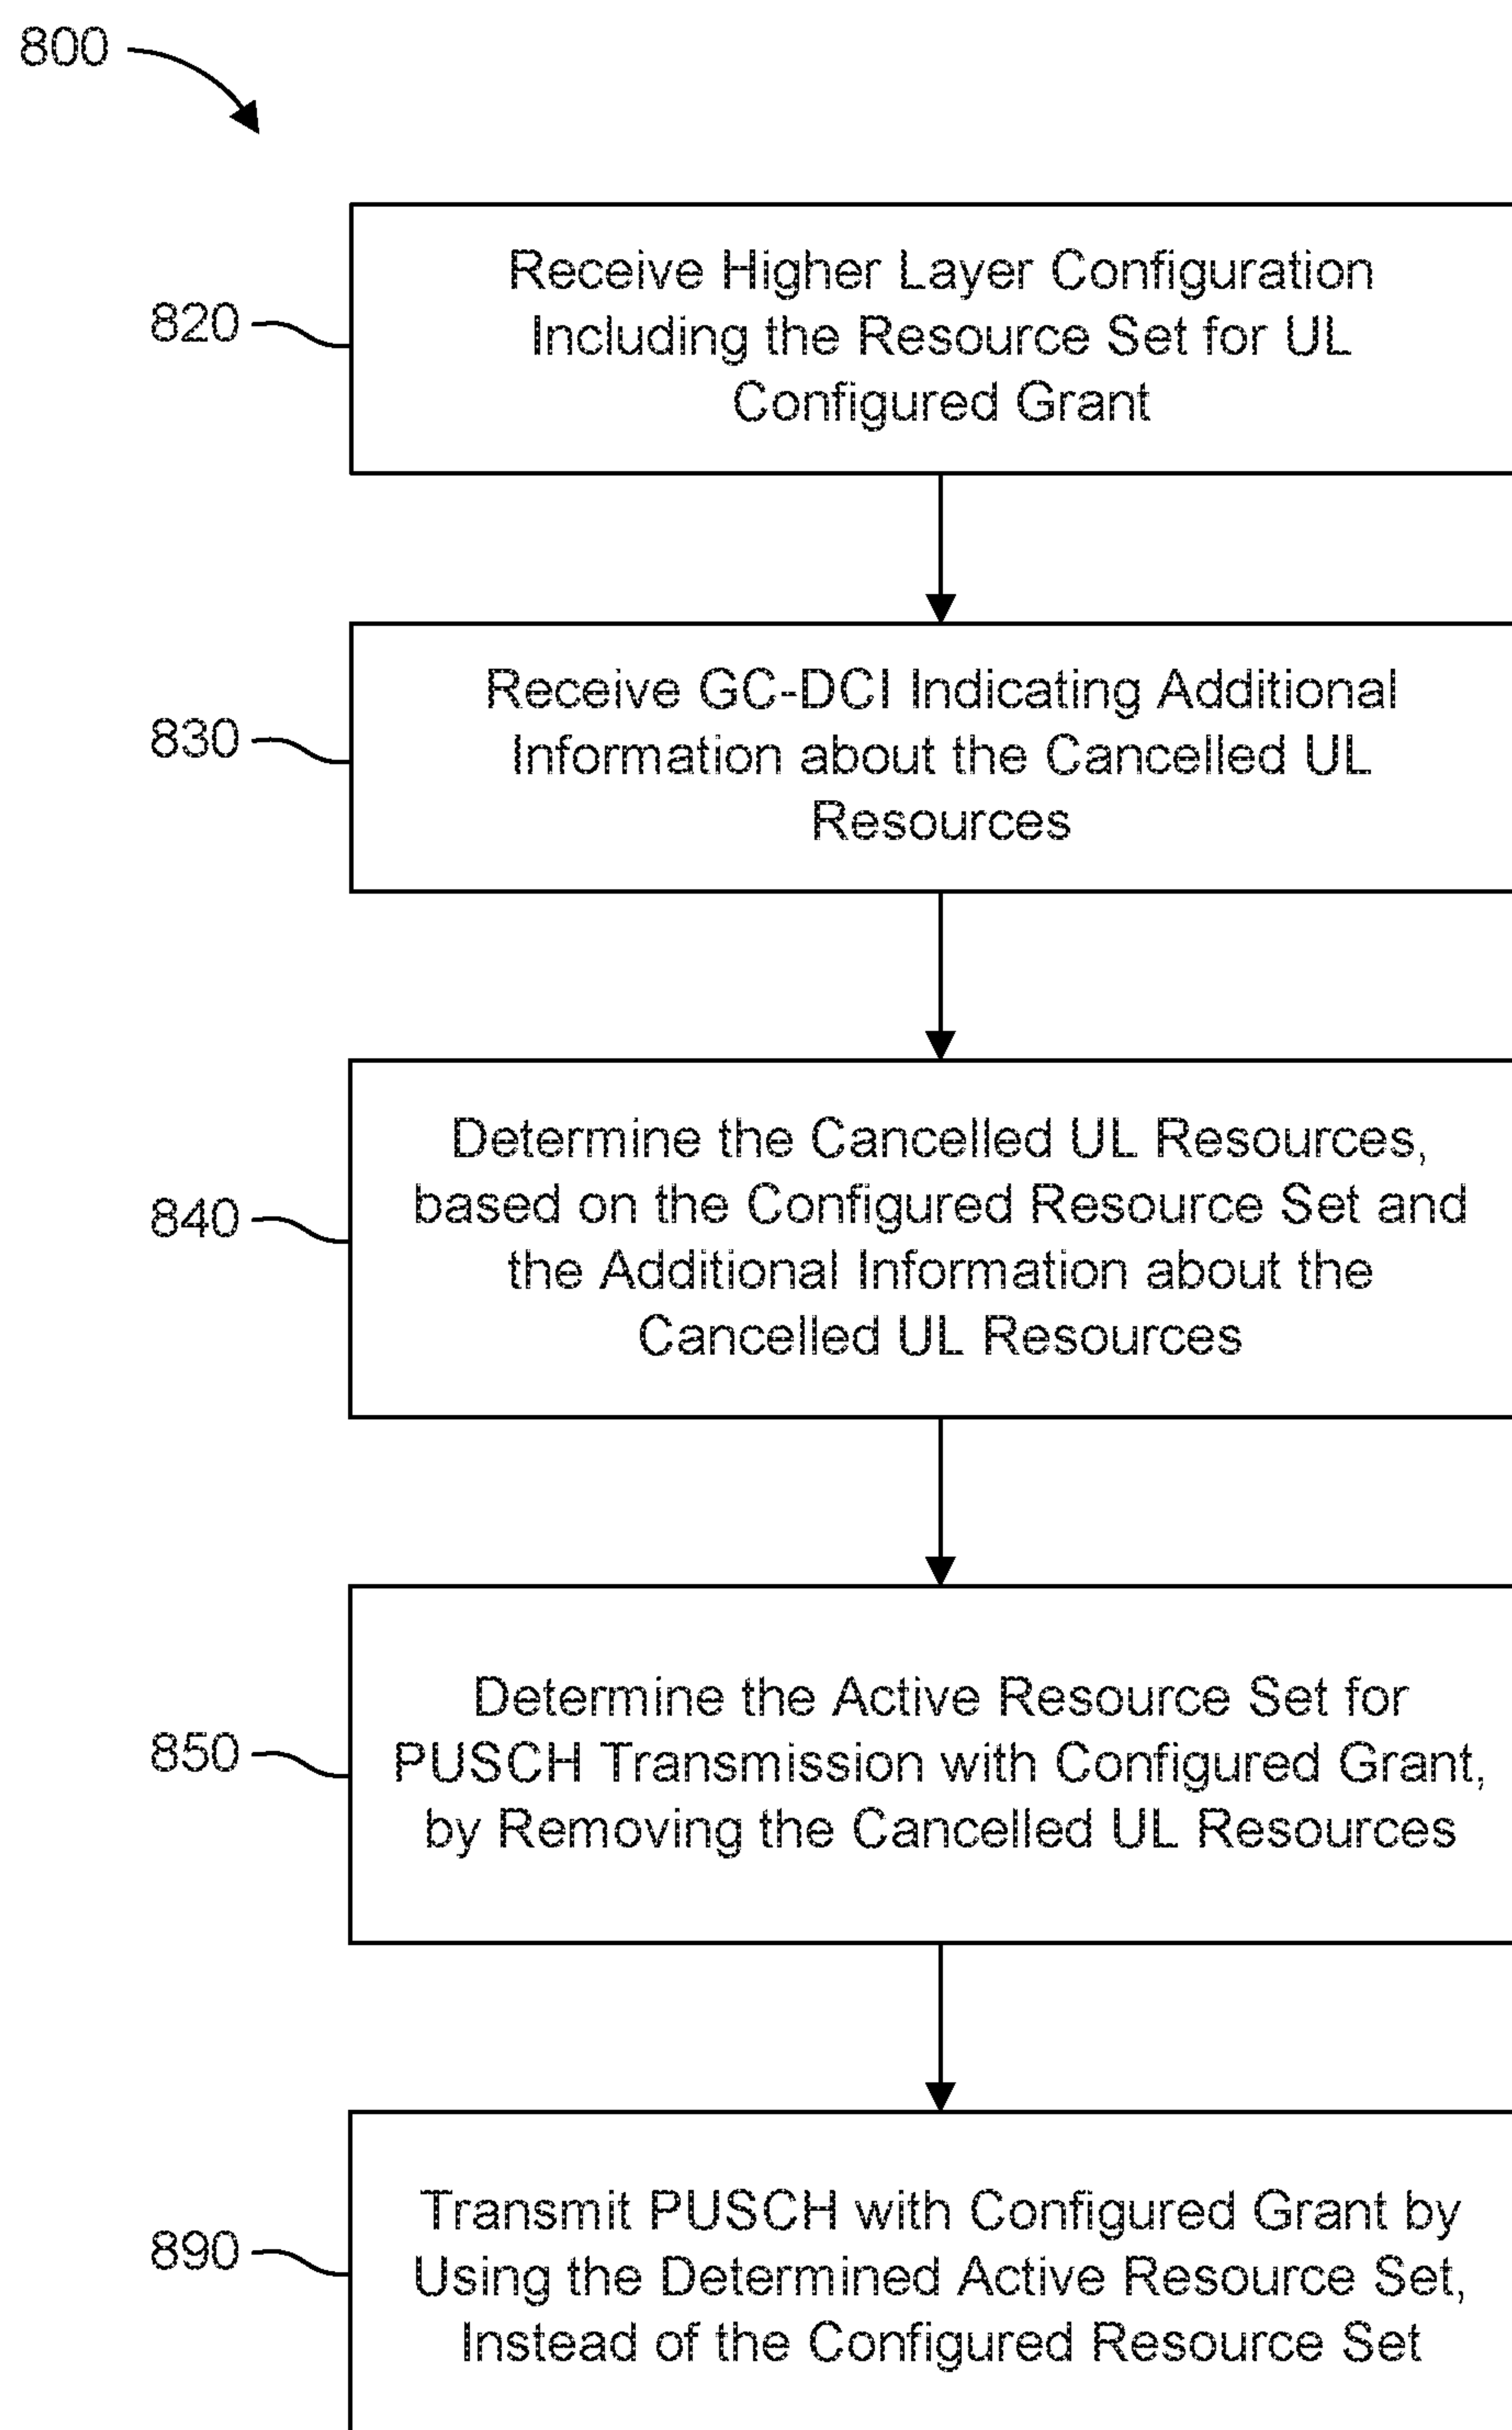 800
820
Receive Higher Layer Configuration
Including the Resource Set for UL
Configured Grant
830
Receive GC-DCI Indicating Additional
Information about the Cancelled UL
Resources
840
Determine the Cancelled UL Resources,
based on the Configured Resource Set and
the Additional Information about the
Cancelled UL Resources
850
Determine the Active Resource Set for
PUSCH Transmission with Configured Grant,
by Removing the Cancelled UL Resources
890
Transmit PUSCH with Configured Grant by
Using the Determined Active Resource Set,
Instead of the Configured Resource Set